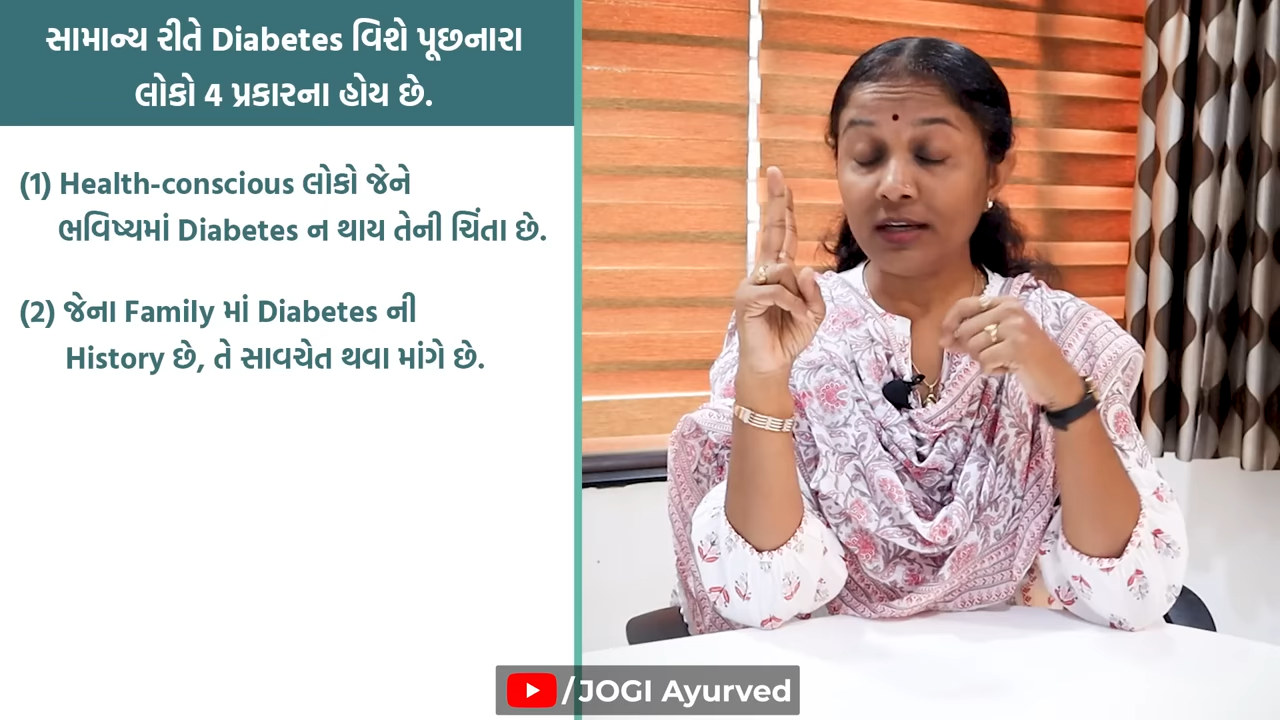 સામાન્ય રીતે Diabetes વિશે પૂછનારા
લોકો 4 પ્રકારના હોય છે.
(1) Health-conscious લોકો જેને
ભવિષ્યમાં Diabetes ન થાય તેની ચિંતા છે.
(2) જેના Family માં Diabetes ની
History છે, તે સાવચેત થવા માંગે છે.
/JOGI Ayurved